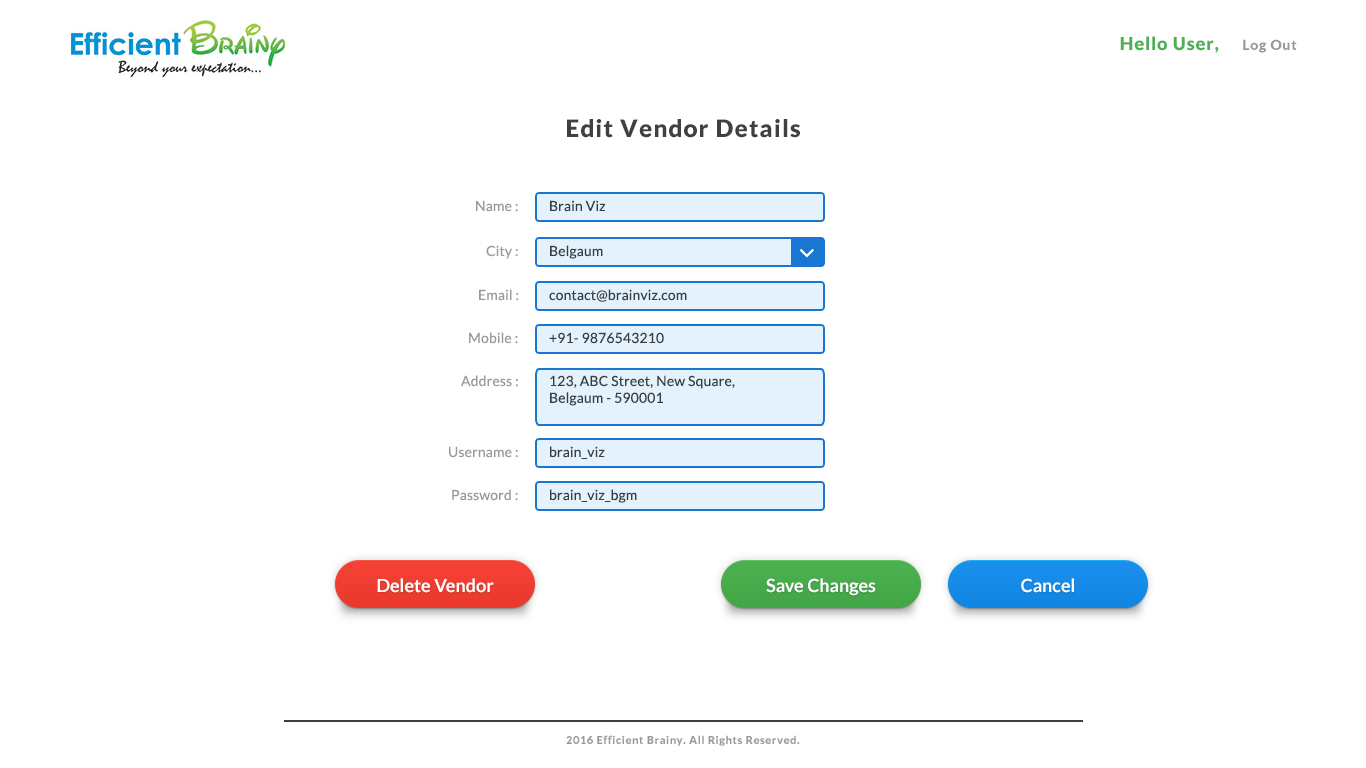 Efficient Brainy
Beyond your expectation...
Hello User, Log Out
Edit Vendor Details
Name : Brain Viz
City : Belgaum
Email : contact@brainviz.com
Mobile : +91- 9876543210
Address : 123, ABC Street, New Square,
Belgaum - 590001
Username : brain_viz
Password : brain_viz_bgm
Delete Vendor Save Changes Cancel
2016 Efficient Brainy. All Rights Reserved.